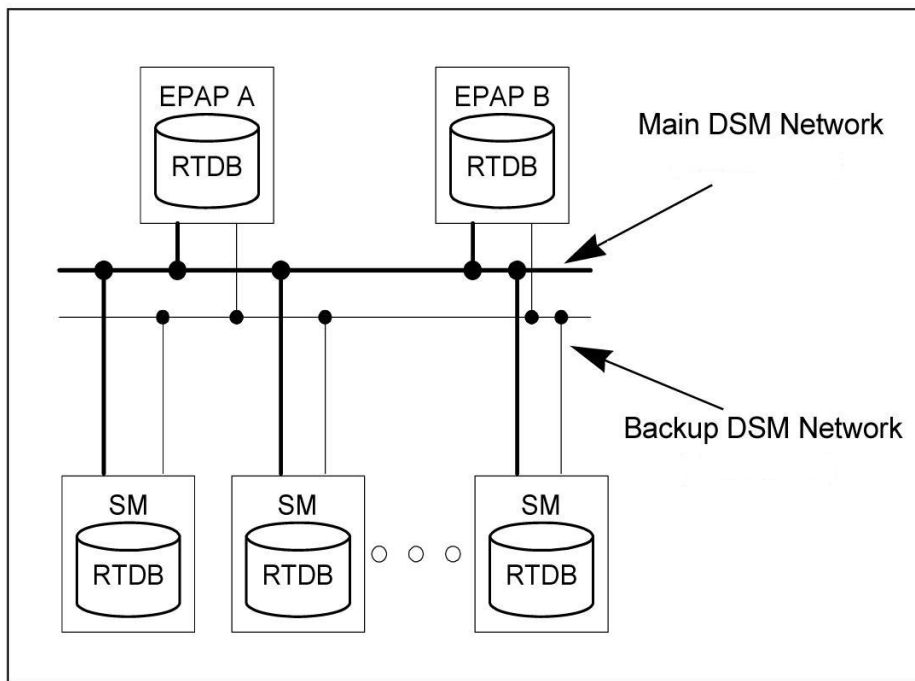 EPAP A
RTDB
EPAP B
RTDB
Main DSM Network
Backup DSM Network
SM
RTDB
SM
RTDB
SM
RTDB